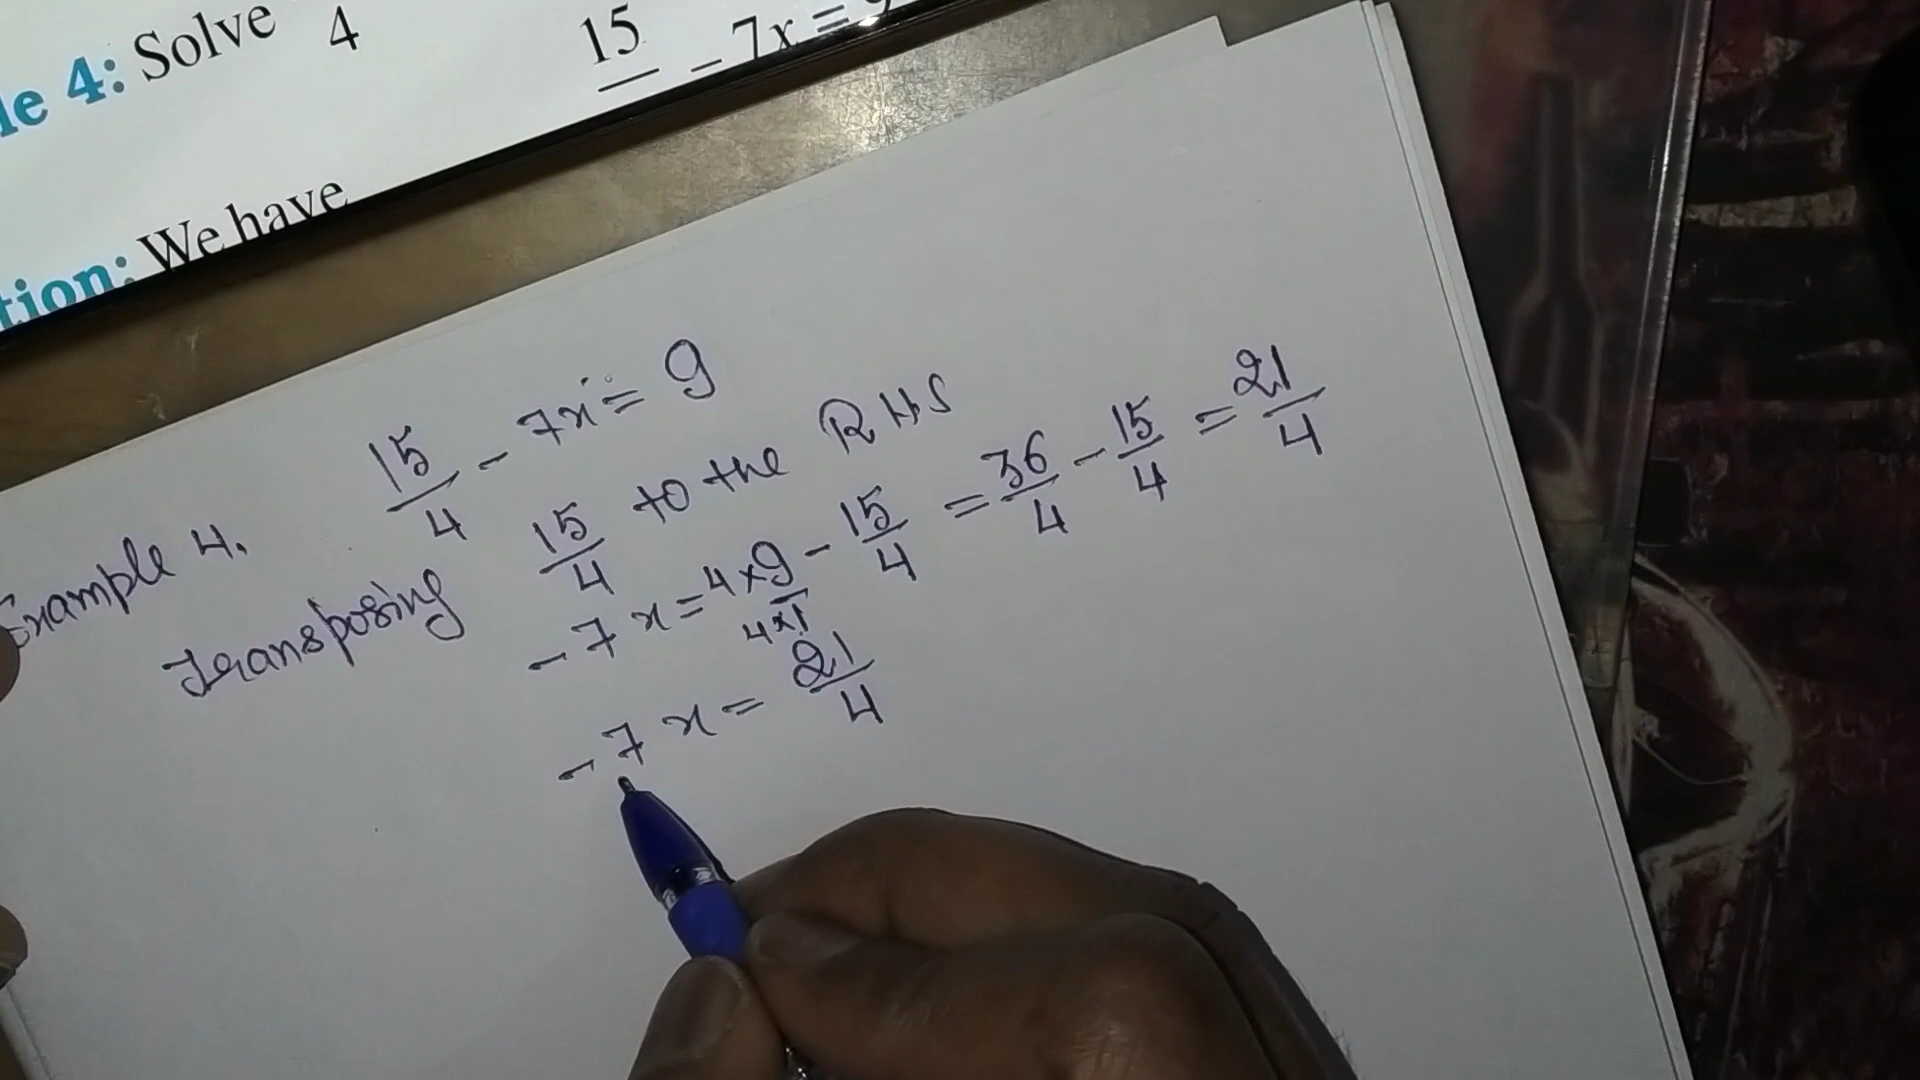 le 4: Solve 15
4 − 7x = 9
tion: We have
Example 4. 15/4 - 7x = 9
Transposing 15/4 to the RHS
-7x = 4×9/4×1 - 15/4 = 36/4 - 15/4 = 21/4
-7x = 21/4